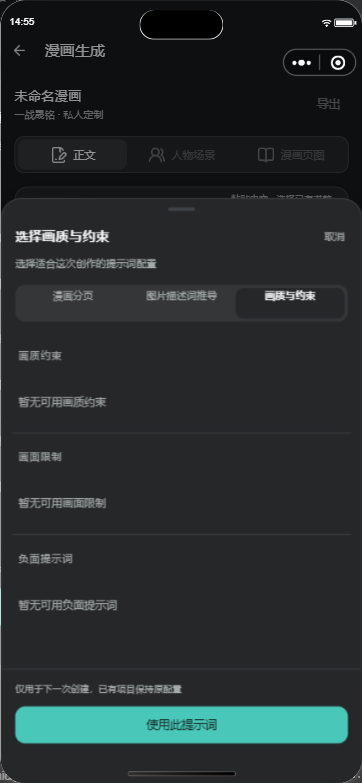 14:55
漫画生成
未命名漫画
导出
一战晟铭 · 私人定制
正文
人物场景
漫画页图
选择画质与约束
取消
选择适合这次创作的提示词配置
漫画分页
图片描述词推导
画质与约束
画质约束
暂无可用画质约束
画面限制
暂无可用画面限制
负面提示词
暂无可用负面提示词
仅用于下一次创建，已有项目保持原配置
使用此提示词